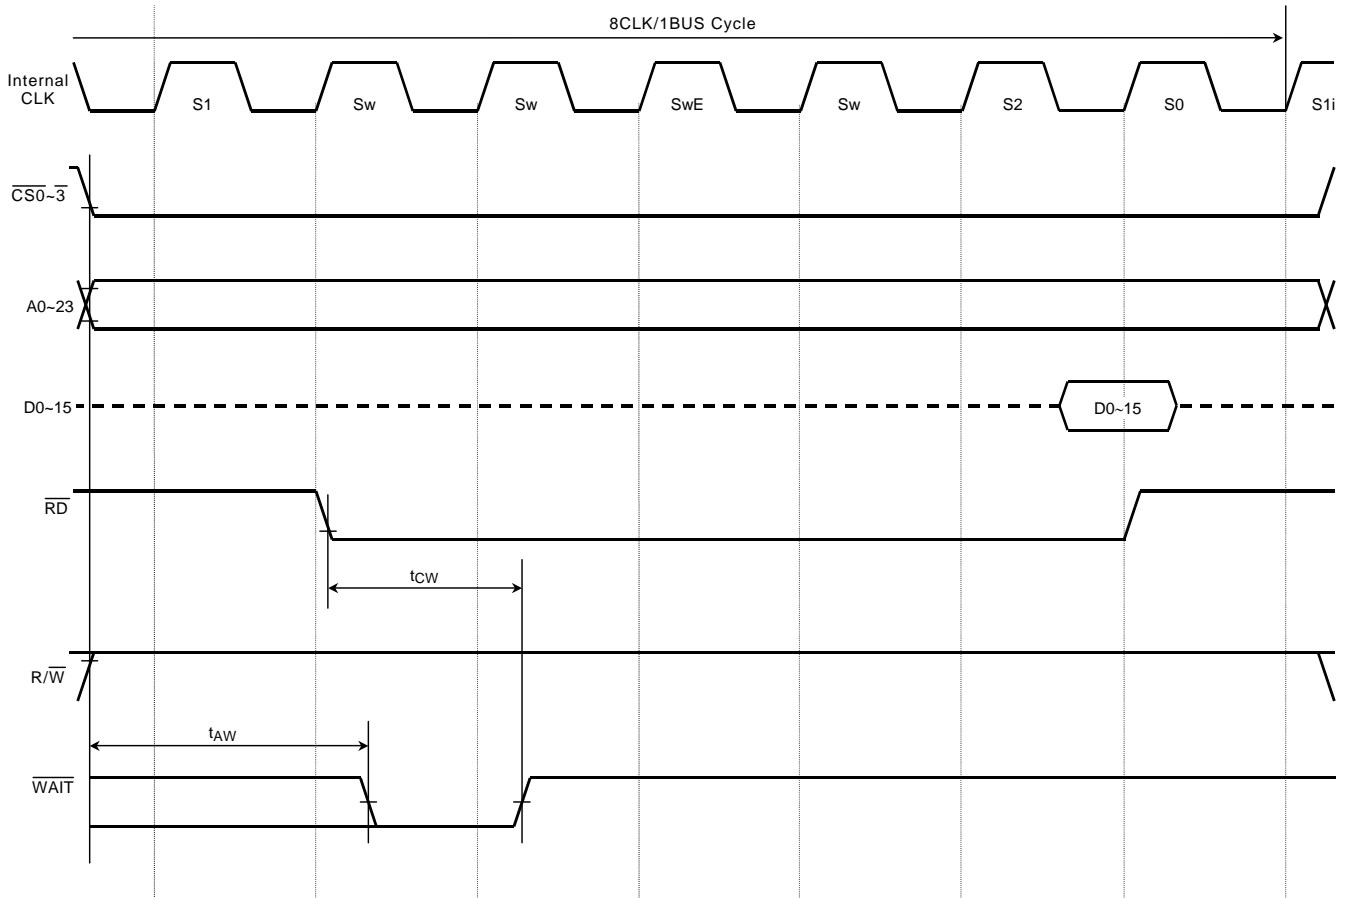 8CLK/1BUS Cycle
Internal
CLK
S1
Sw
Sw
SwE
Sw
S2
S0
S1i
CS0~3
A0~23
D0~15
D0~15
RD
tCW
R/W
tAW
WAIT